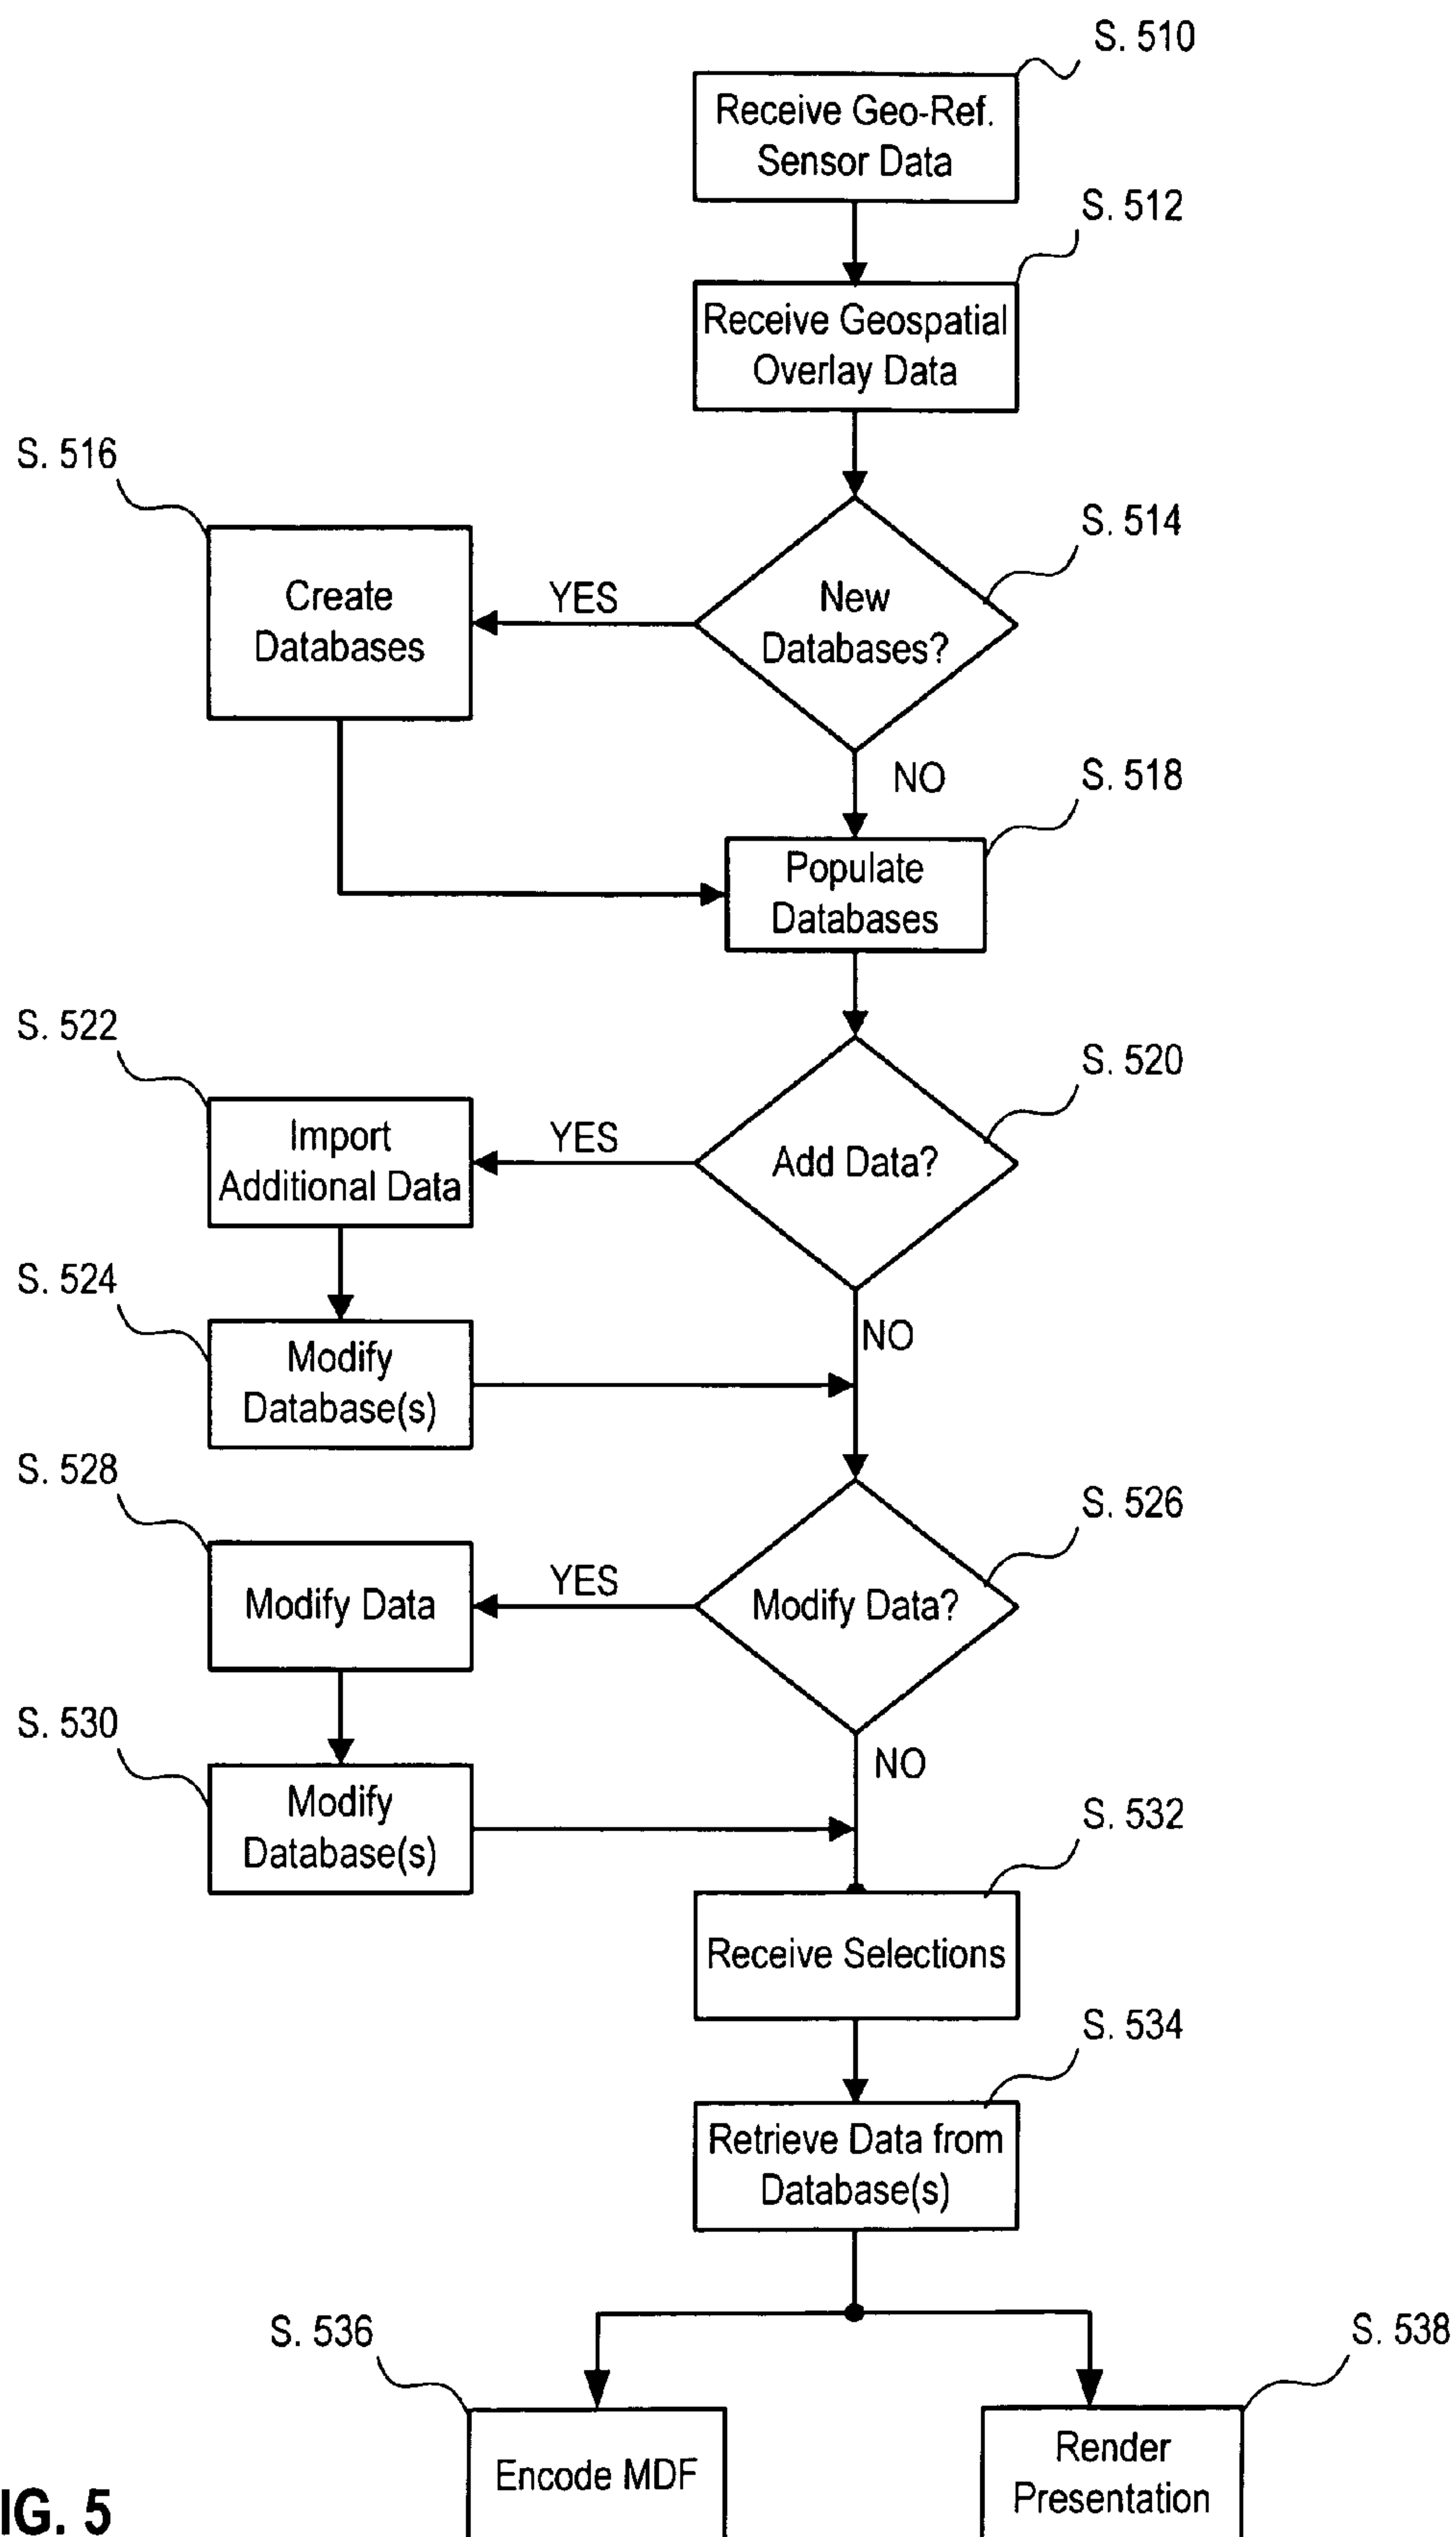 S. 510
Receive Geo-Ref.
Sensor Data
S. 512
Receive Geospatial
Overlay Data
S. 516
S. 514
Create
Databases
YES
New
Databases?
NO
S. 518
Populate
Databases
S. 522
S. 520
Import
Additional Data
YES
Add Data?
S. 524
NO
Modify
Database(s)
S. 528
S. 526
Modify Data
YES
Modify Data?
S. 530
NO
Modify
Database(s)
S. 532
Receive Selections
S. 534
Retrieve Data from
Database(s)
S. 536
S. 538
Encode MDF
Render
Presentation
IG. 5